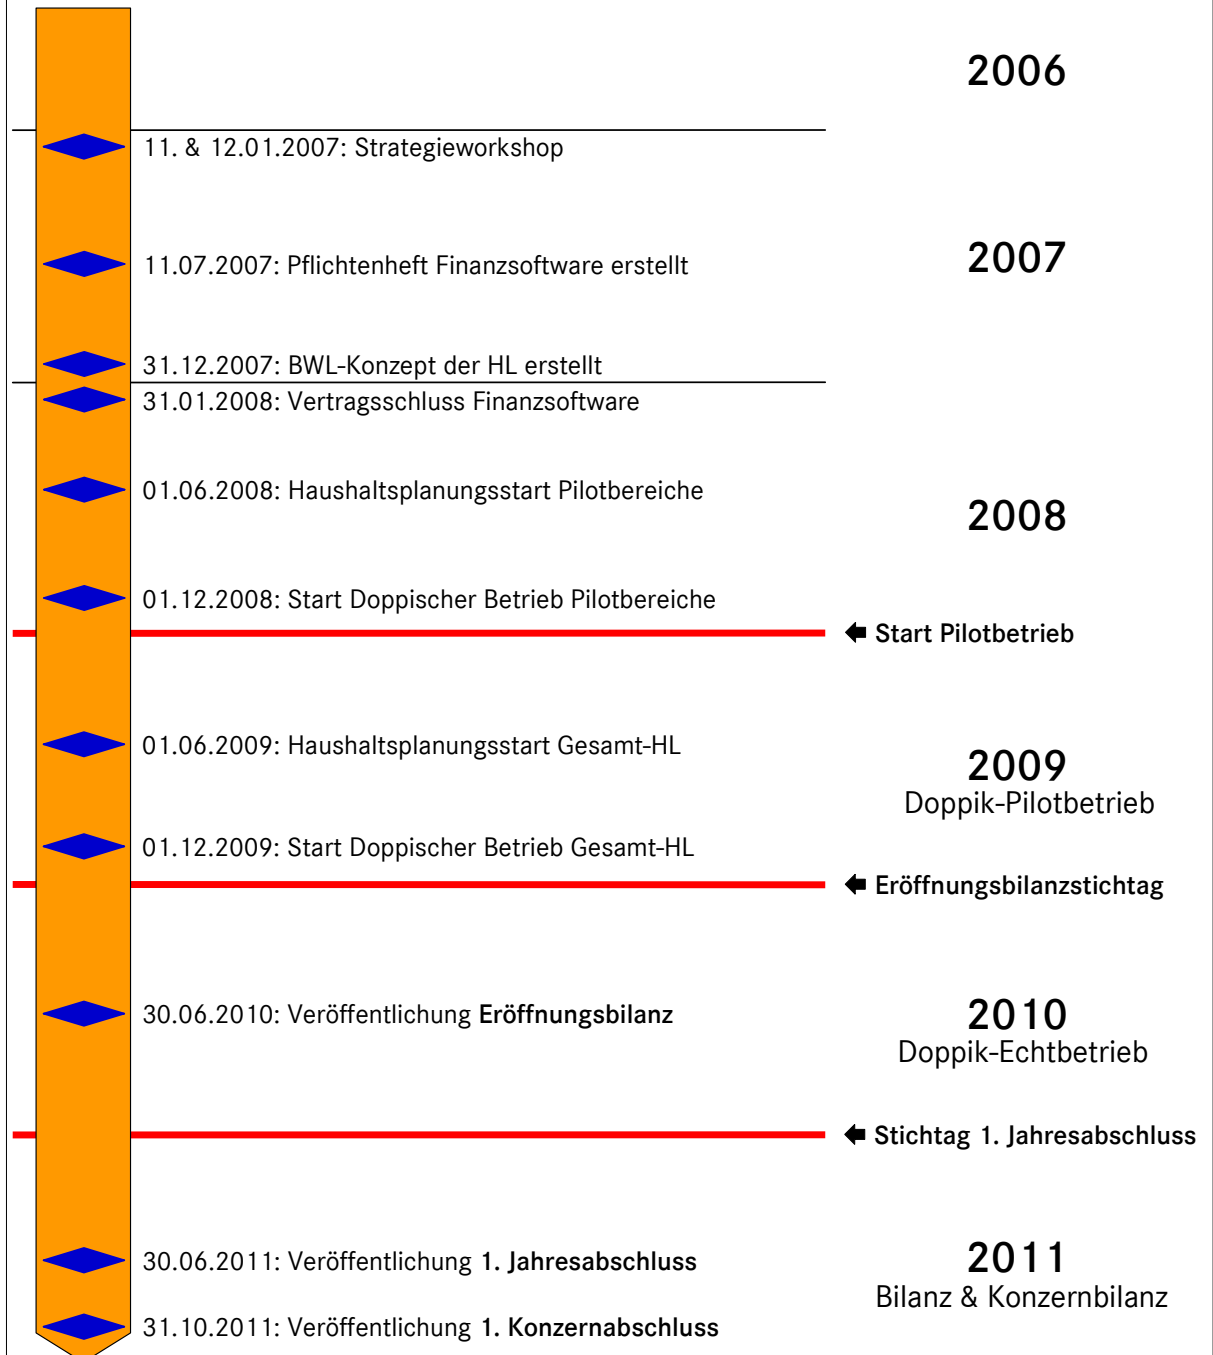 2006
11. & 12.01.2007: Strategieworkshop
2007
11.07.2007: Pflichtenheft Finanzsoftware erstellt
31.12.2007: BWL-Konzept der HL erstellt
31.01.2008: Vertragsschluss Finanzsoftware
01.06.2008: Haushaltsplanungsstart Pilotbereiche
2008
01.12.2008: Start Doppischer Betrieb Pilotbereiche
Start Pilotbetrieb
01.06.2009: Haushaltsplanungsstart Gesamt-HL
2009
Doppik-Pilotbetrieb
01.12.2009: Start Doppischer Betrieb Gesamt-HL
Eröffnungsbilanzstichtag
30.06.2010: Veröffentlichung Eröffnungsbilanz
2010
Doppik-Echtbetrieb
Stichtag 1. Jahresabschluss
30.06.2011: Veröffentlichung 1. Jahresabschluss
2011
Bilanz & Konzernbilanz
31.10.2011: Veröffentlichung 1. Konzernabschluss